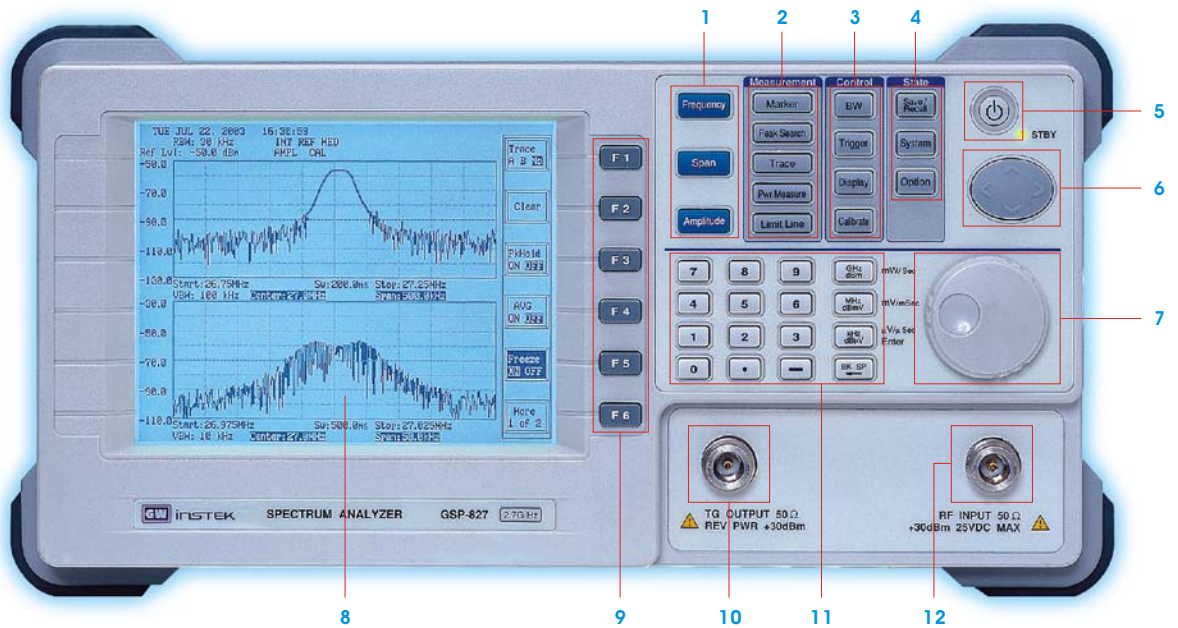 1 2 3 4
Measurement Control State
Frequency Marker BW Save / Recall
5
STBY
Peak Search Trigger System
Span Trace
Pwr Measure Display Option
6
Amplitude Limit Line Calibrate
TUE JUL 22, 2003 16:38:59
RBW: 30 kHz INT REF MED
Ref Lvl: -50.0 dBm AMPL CAL
-50.0
-70.0
-90.0
-110.0
-130.0
Start:26.75MHz Sw:200.0ms Stop:27.25MHz
VBW: 100 kHz Center:27.0MHz Span:500.0kHz
-30.0
-50.0
-70.0
-90.0
-110.0
Start:26.975MHz Sw:500.0ms Stop:27.025MHz
VBW: 10 kHz Center:27.0MHz Span:50.0kHz
Trace
A B
Clear
PkHold
ON OFF
AVG
ON OFF
Freeze
ON OFF
More
1 of 2
F 1
F 2
F 3
F 4
F 5
F 6
7 8 9 GHz dBm mW/Sec
4 5 6 MHz dBmV mV/mSec
1 2 3 kHz dBµV µV/µSec
Enter
0 • — BK SP
7
GW INSTEK SPECTRUM ANALYZER GSP-827 2.7GHz
TG OUTPUT 50Ω
REV PWR +30dBm
RF INPUT 50Ω
+30dBm 25VDC MAX
8 9 10 11 12